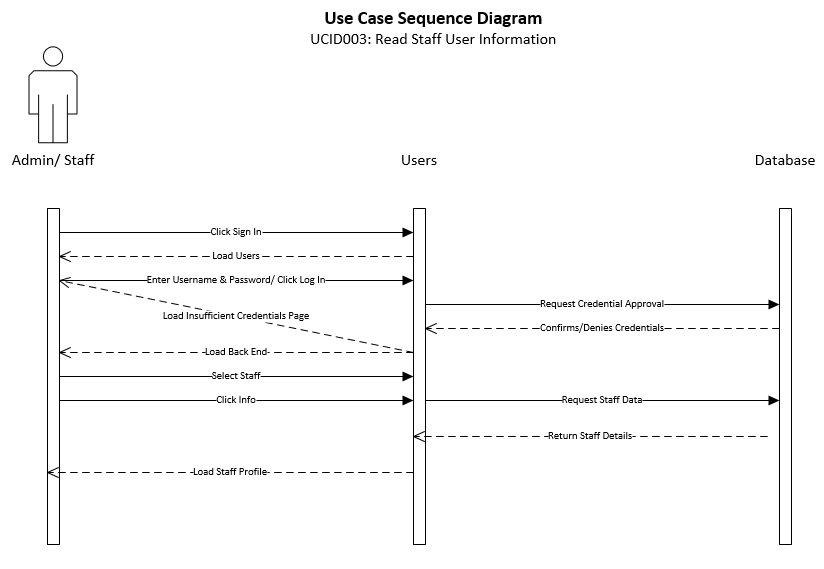 Use Case Sequence Diagram
UCID003: Read Staff User Information
Admin/ Staff
Users
Database
Click Sign In
Load Users
Enter Username & Password/ Click Log In
Request Credential Approval
Load Insufficient Credentials Page
Confirms/Denies Credentials
Load Back End
Select Staff
Click Info
Request Staff Data
Return Staff Details
Load Staff Profile